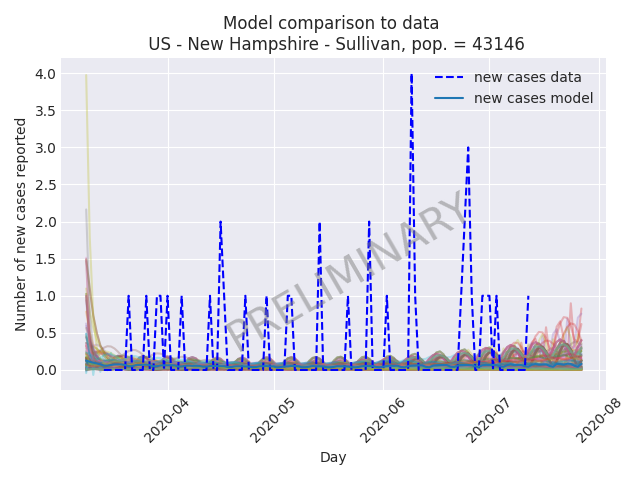 Model comparison to data
US - New Hampshire - Sullivan, pop. = 43146
new cases data
new cases model
Number of new cases reported
4.0
3.5
3.0
2.5
2.0
1.5
1.0
0.5
0.0
PRELIMINARY
2020-04
2020-05
2020-06
2020-07
2020-08
Day